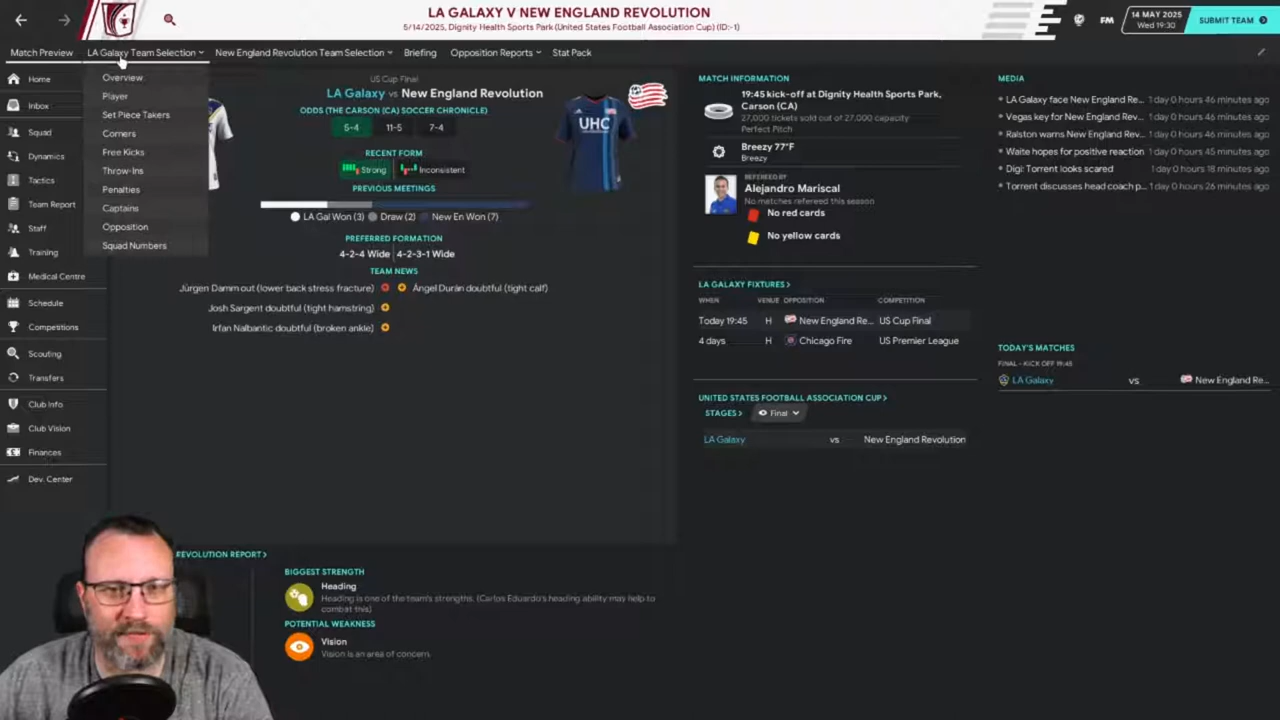 LA GALAXY V NEW ENGLAND REVOLUTION
5/14/2025, Dignity Health Sports Park (United States Football Association Cup) (ID:-1)
FM
14 MAY 2025
Wed 19:30
SUBMIT TEAM
Match Preview
LA Galaxy Team Selection
New England Revolution Team Selection
Briefing
Opposition Reports
Stat Pack
Home
Inbox
Squad
Dynamics
Tactics
Team Report
Staff
Training
Medical Centre
Schedule
Competitions
Scouting
Transfers
Club Info
Club Vision
Finances
Dev. Center
Overview
Player
Set Piece Takers
Corners
Free Kicks
Throw-Ins
Penalties
Captains
Opposition
Squad Numbers
US Cup Final
LA Galaxy vs New England Revolution
ODDS (THE CARSON (CA) SOCCER CHRONICLE)
5-4 11-5 7-4
RECENT FORM
Strong Inconsistent
PREVIOUS MEETINGS
LA Gal Won (3) Draw (2) New En Won (7)
PREFERRED FORMATION
4-2-4 Wide 4-2-3-1 Wide
TEAM NEWS
Jürgen Damm out (lower back stress fracture) Ángel Durán doubtful (tight calf)
Josh Sargent doubtful (tight hamstring)
Irfan Nalbantic doubtful (broken ankle)
UHC
REVOLUTION REPORT >
BIGGEST STRENGTH
Heading
Heading is one of the team's strengths. (Carlos Eduardo's heading ability may help to
combat this)
POTENTIAL WEAKNESS
Vision
Vision is an area of concern.
MATCH INFORMATION
19:45 kick-off at Dignity Health Sports Park,
Carson (CA)
27,000 tickets sold out of 27,000 capacity
Perfect Pitch
Breezy 77°F
Breezy
REFEREED BY
Alejandro Mariscal
No matches refereed this season
No red cards
No yellow cards
LA GALAXY FIXTURES >
WHEN VENUE OPPOSITION COMPETITION
Today 19:45 H New England Re... US Cup Final
4 days H Chicago Fire US Premier League
UNITED STATES FOOTBALL ASSOCIATION CUP >
STAGES > Final
LA Galaxy vs New England Revolution
MEDIA
LA Galaxy face New England Re... 1 day 0 hours 46 minutes ago
Vegas key for New England Rev... 1 day 0 hours 46 minutes ago
Ralston warns New England Rev... 1 day 0 hours 46 minutes ago
Waite hopes for positive reaction 1 day 0 hours 45 minutes ago
Digi: Torrent looks scared 1 day 0 hours 18 minutes ago
Torrent discusses head coach p... 1 day 0 hours 26 minutes ago
TODAY'S MATCHES
FINAL - KICK OFF 19:45
LA Galaxy vs New England Re...